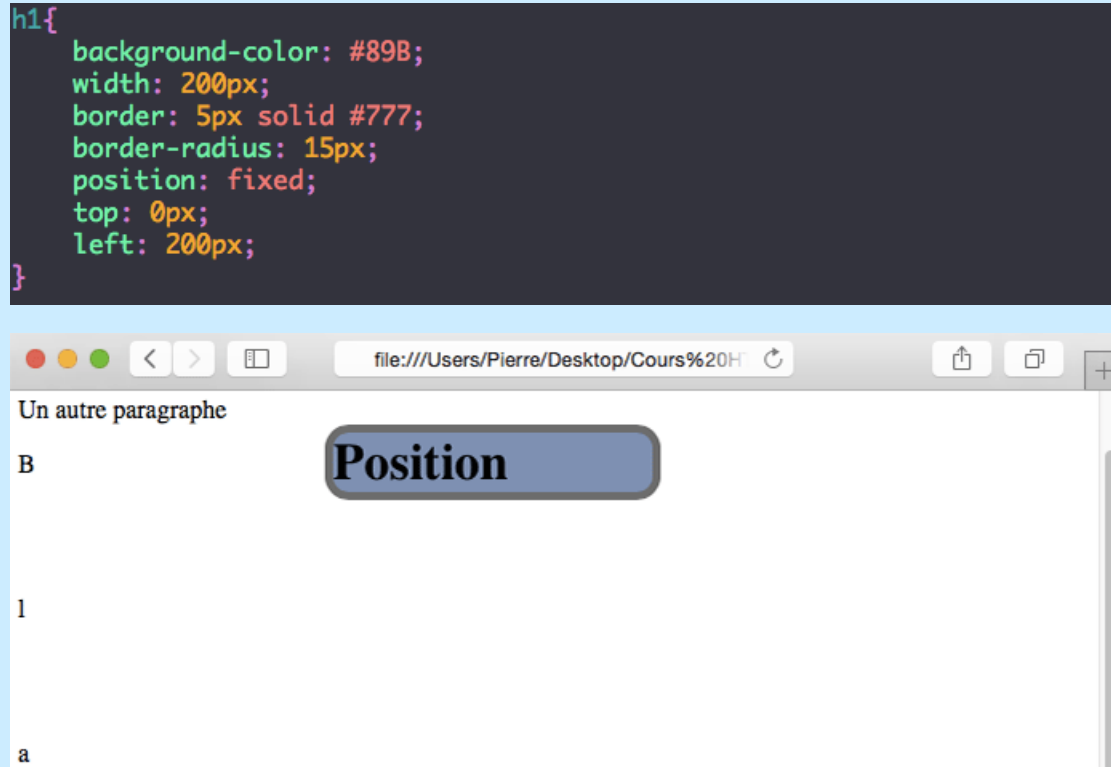 h1{
background-color: #89B;
width: 200px;
border: 5px solid #777;
border-radius: 15px;
position: fixed;
top: 0px;
left: 200px;
}
file:///Users/Pierre/Desktop/Cours%20H
Un autre paragraphe
B
Position
l
a